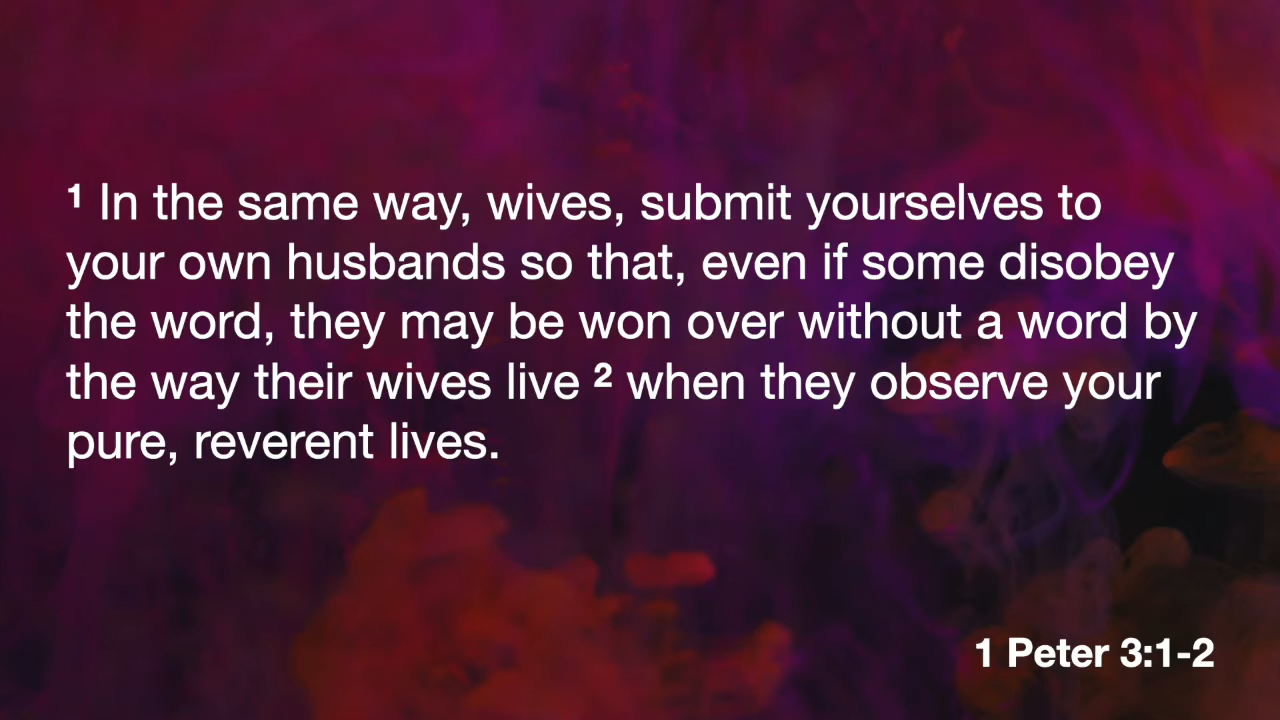 ¹ In the same way, wives, submit yourselves to
your own husbands so that, even if some disobey
the word, they may be won over without a word by
the way their wives live ² when they observe your
pure, reverent lives.
1 Peter 3:1-2